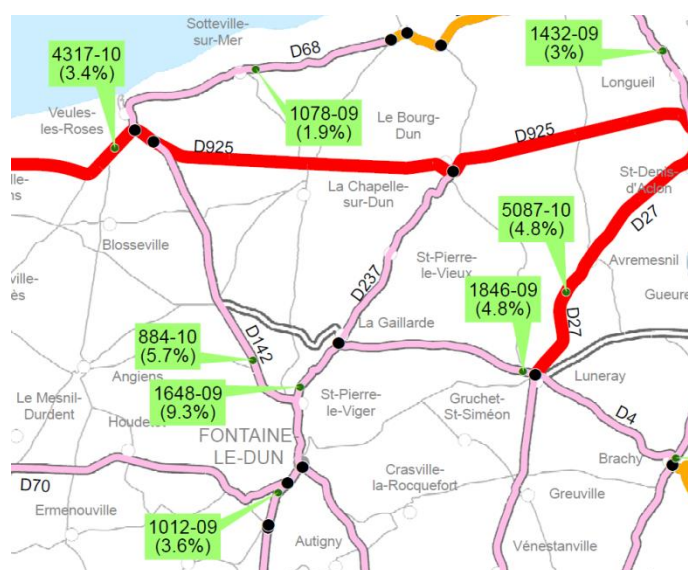 Sotteville-
sur-Mer
D68
4317-10
(3.4%)
1432-09
(3%)
Longueil
1078-09
(1.9%)
Veules-
les-Roses
Le Bourg-
Dun
D925
D925
La Chapelle-
sur-Dun
St-Denis-
d'Aclon
D27
5087-10
(4.8%)
Blosseville
St-Pierre-
le-Vieux
Avremesnil
D237
1846-09
(4.8%)
D27
La Gaillarde
884-10
(5.7%)
D142
Angiens
1648-09
(9.3%)
St-Pierre-
le-Viger
Luneray
Gruchet-
St-Siméon
Le Mesnil-
Durdent
D4
FONTAINE
LE-DUN
Brachy
D70
Crasville-
la-Rocquefort
Greuville
Ermenouville
1012-09
(3.6%)
Autigny
Vénestanville